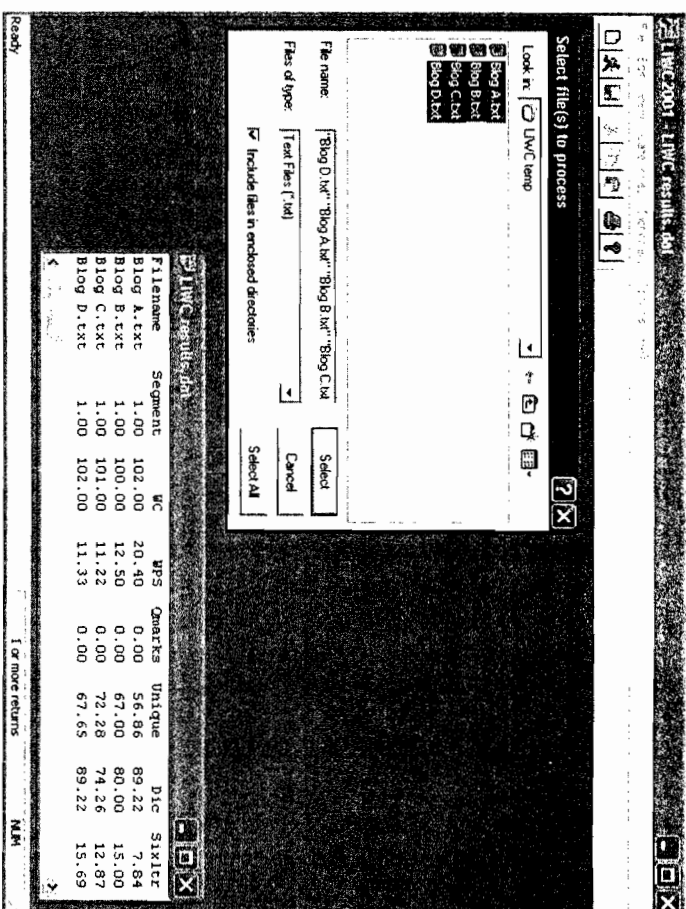 LIWC2001 - LIWC results.dat
Select file(s) to process
Look in: LIWC temp
Blog A.txt
Blog B.txt
Blog C.txt
Blog D.txt
File name: "Blog D.txt" "Blog A.txt" "Blog B.txt" "Blog C.txt
Select
Files of type: Text Files (*.txt)
Cancel
Include files in enclosed directories
Select All
LIWC results.dat
Filename Segment WC WPS Qmarks Unique Dic Sixltr
Blog A.txt 1.00 102.00 20.40 0.00 56.86 89.22 7.84
Blog B.txt 1.00 100.00 12.50 0.00 67.00 80.00 15.00
Blog C.txt 1.00 101.00 11.22 0.00 72.28 74.26 12.87
Blog D.txt 1.00 102.00 11.33 0.00 67.65 89.22 15.69
Ready 1 or more returns NUM